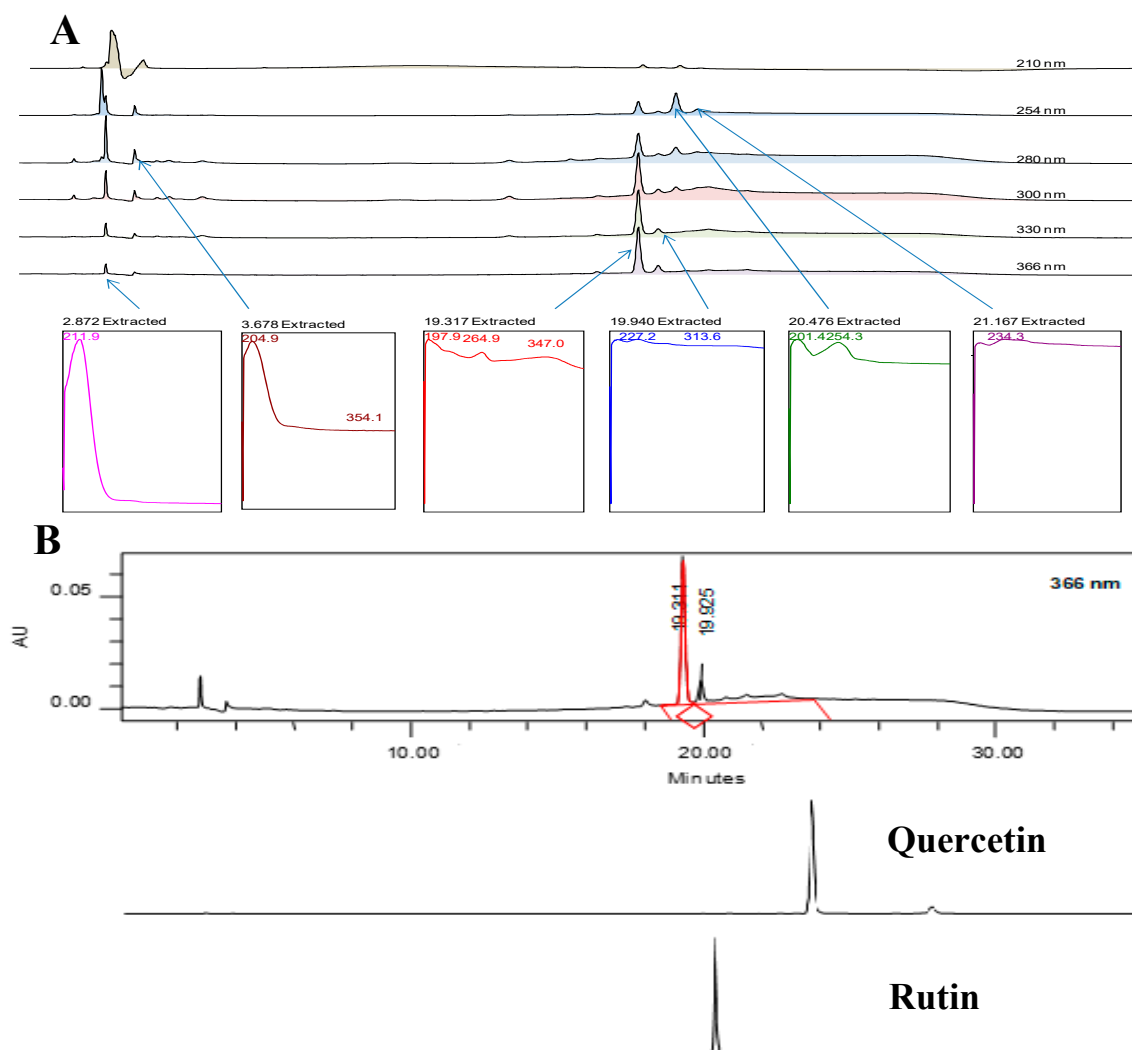 A
210 nm
254 nm
280 nm
300 nm
330 nm
366 nm
2.872 Extracted
211.9
3.678 Extracted
204.9
354.1
19.317 Extracted
197.9 264.9
347.0
19.940 Extracted
227.2
313.6
20.476 Extracted
201.4254.3
21.167 Extracted
234.3
B
366 nm
0.05
AU
0.00
19.311
19.925
10.00
20.00
30.00
Minutes
Quercetin
Rutin